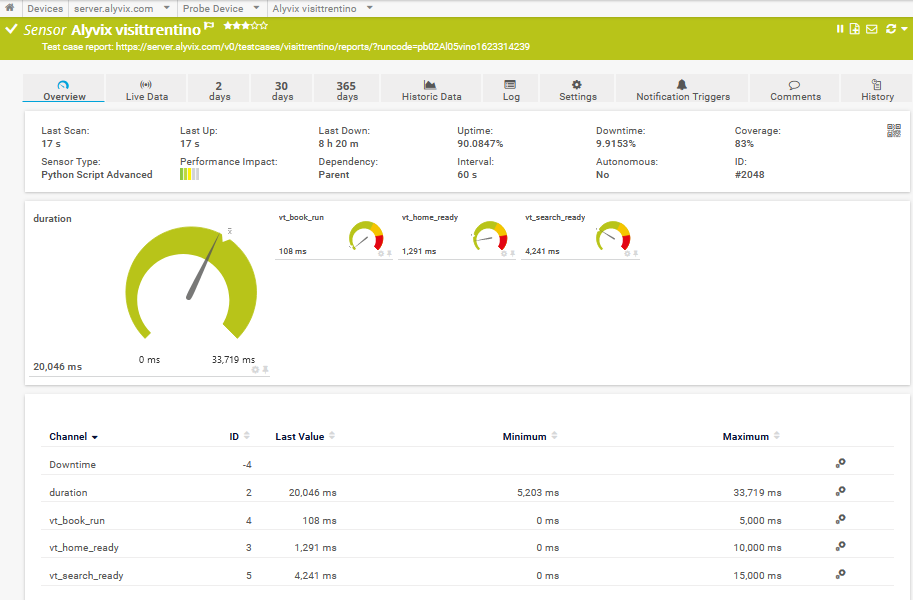 Devices server.alyvix.com Probe Device Alyvix visittrentino
Sensor Alyvix visittrentino
Test case report: https://server.alyvix.com/v0/testcases/visittrentino/reports/?runcode=pb02Al05vino1623314239
Overview Live Data 2 days 30 days 365 days Historic Data Log Settings Notification Triggers Comments History
Last Scan: Last Up: Last Down: Uptime: Downtime: Coverage:
17 s 17 s 8 h 20 m 90.0847% 9.9153% 83%
Sensor Type: Performance Impact: Dependency: Interval: Autonomous: ID:
Python Script Advanced Parent 60 s No #2048
duration
vt_book_run vt_home_ready vt_search_ready
108 ms 1,291 ms 4,241 ms
0 ms 33,719 ms
20,046 ms
Channel ID Last Value Minimum Maximum
Downtime -4
duration 2 20,046 ms 5,203 ms 33,719 ms
vt_book_run 4 108 ms 0 ms 5,000 ms
vt_home_ready 3 1,291 ms 0 ms 10,000 ms
vt_search_ready 5 4,241 ms 0 ms 15,000 ms